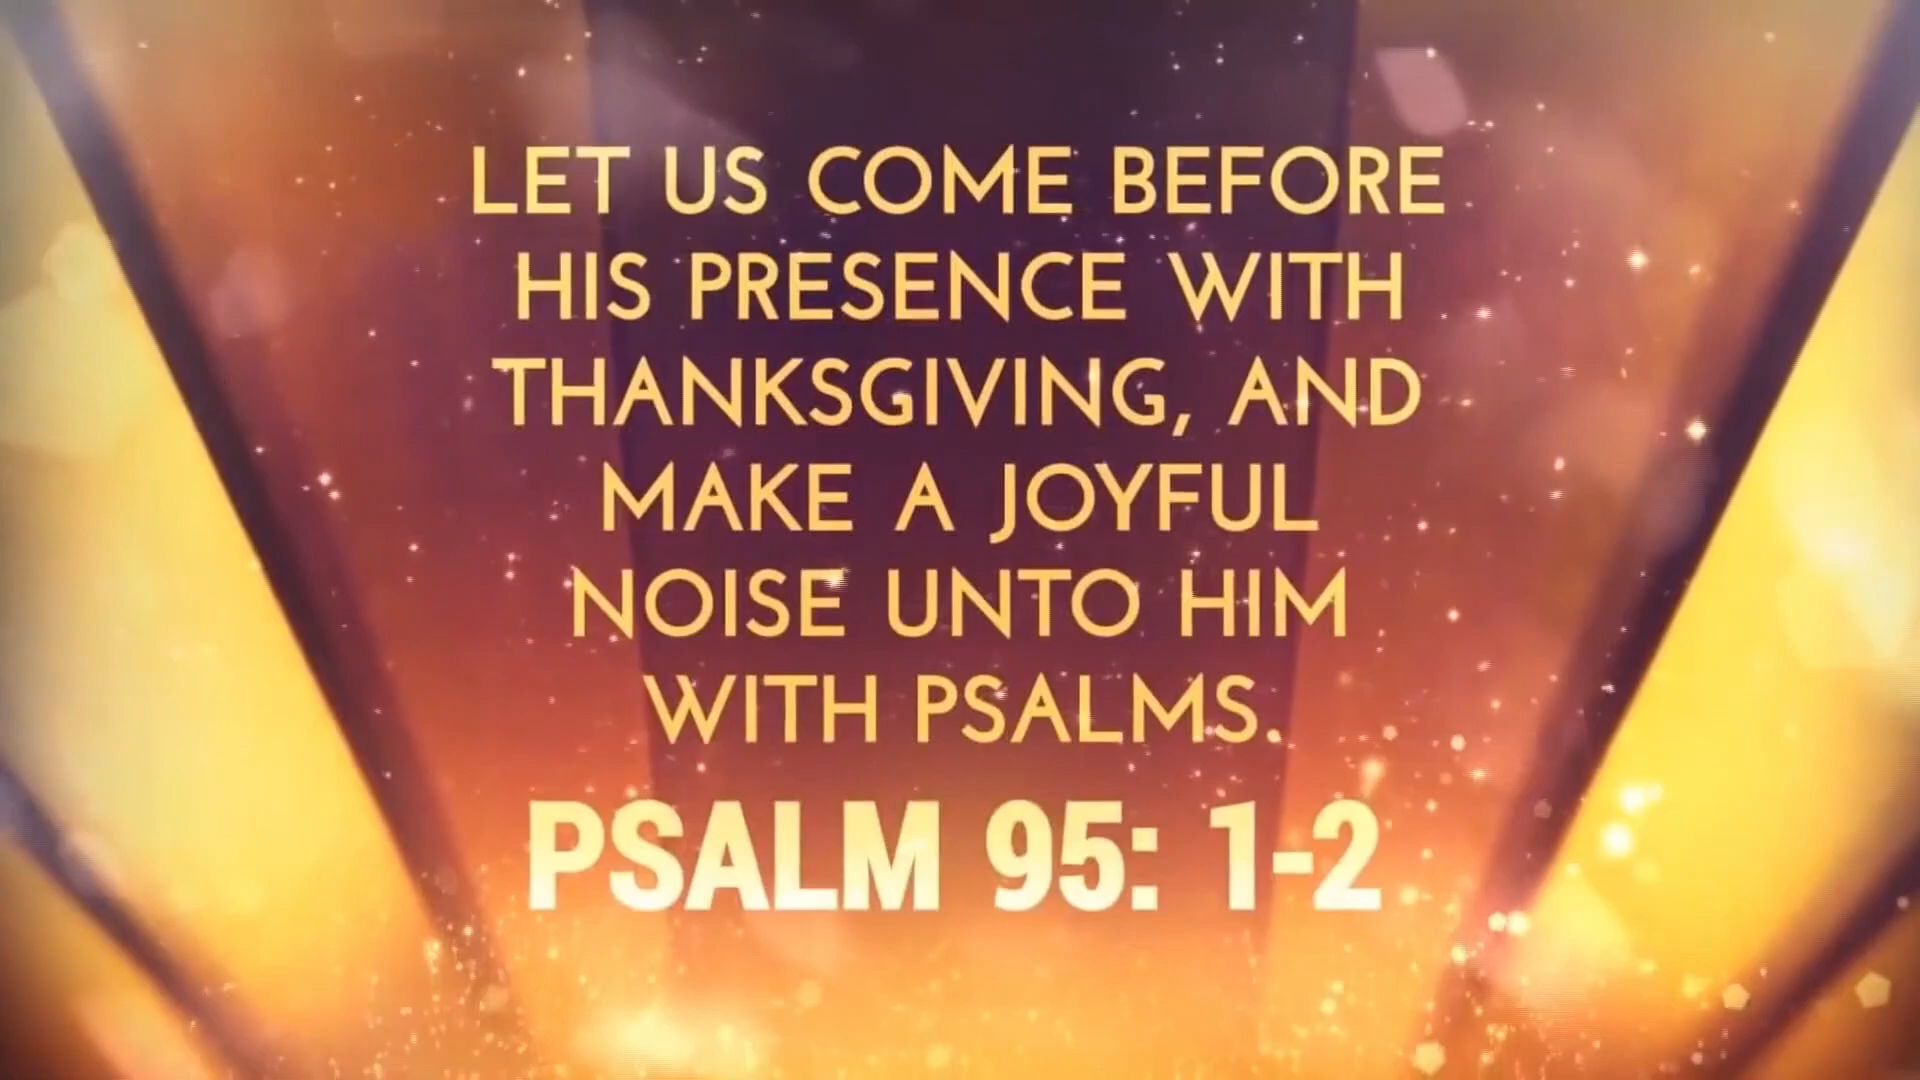 LET US COME BEFORE
HIS PRESENCE WITH
THANKSGIVING, AND
MAKE A JOYFUL
NOISE UNTO HIM
WITH PSALMS.
PSALM 95: 1-2